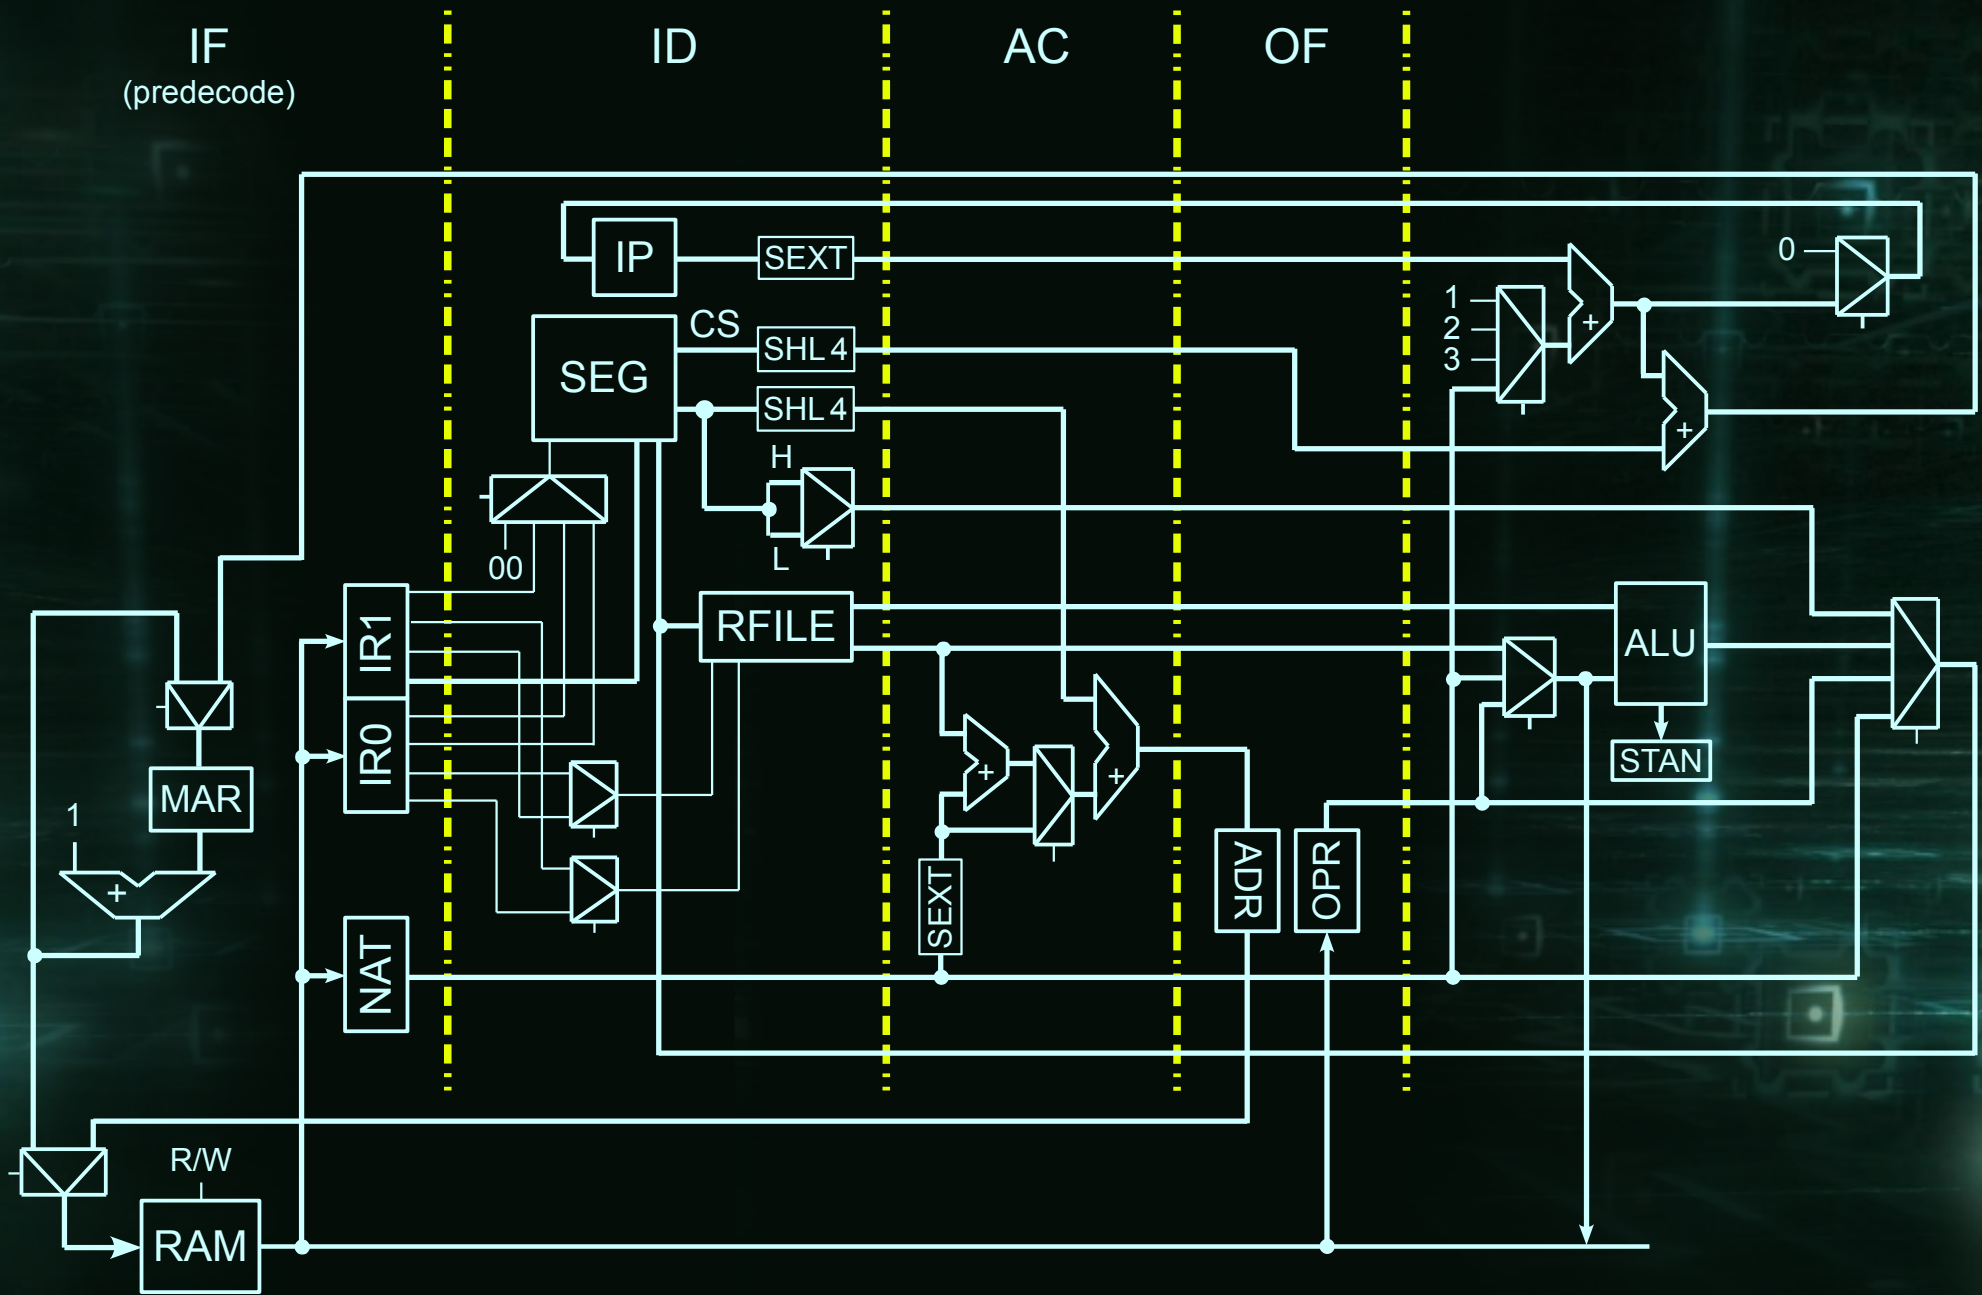 IF
(predecode)
ID
AC
OF
IP
SEXT
0
CS
SEG
SHL 4
SHL 4
1
2
3
+
+
H
L
00
IR1
IR0
RFILE
ALU
STAN
MAR
1
+
+
+
NAT
SEXT
ADR
OPR
R/W
RAM